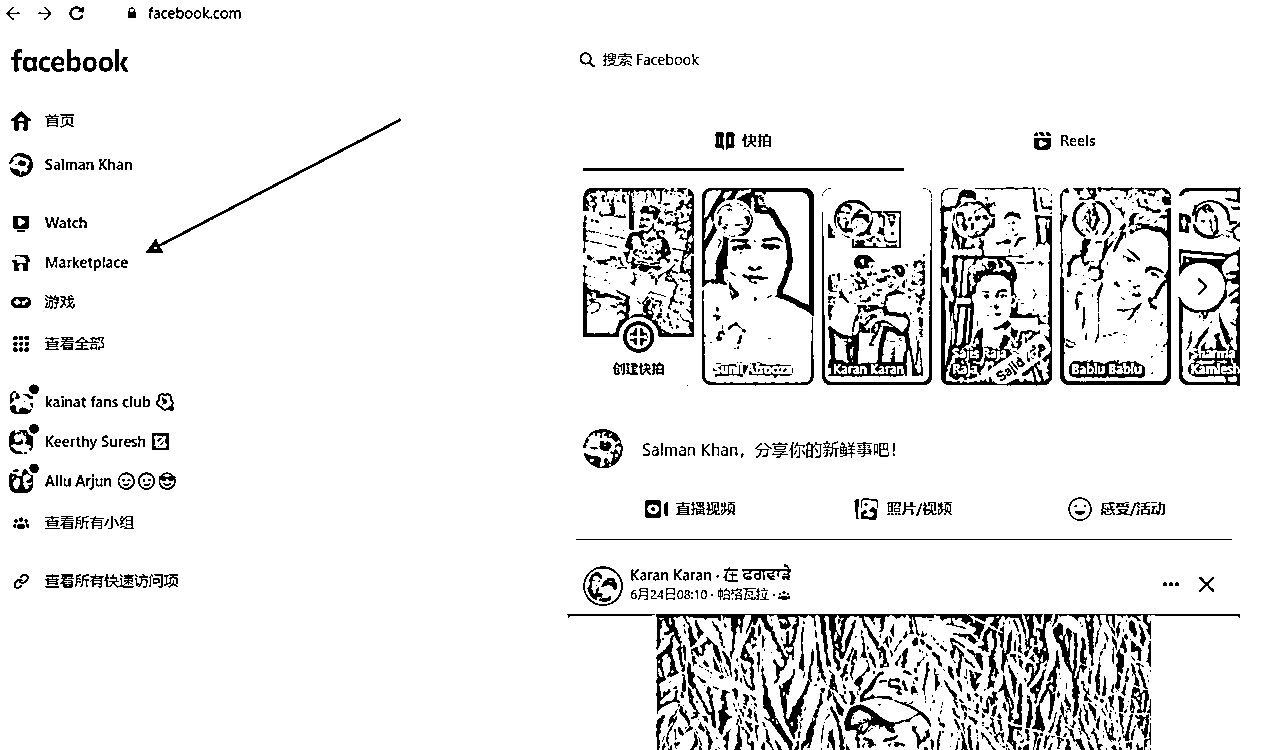 facebook.com
facebook
首页
Salman Khan
Watch
Marketplace
游戏
查看全部
kainat fans club
Keerthy Suresh
Allu Arjun
查看所有小组
查看所有快速访问项
搜索 Facebook
快拍
Reels
创建快拍
Karan Karan
Sajid
Bablu Bablu
Sharma
Kamlesh
Salman Khan，分享你的新鲜事吧！
直播视频
照片/视频
感受/活动
Karan Karan · 在 ਫਗਵਾੜੇ
6月24日08:10 · 帕格瓦拉 ·